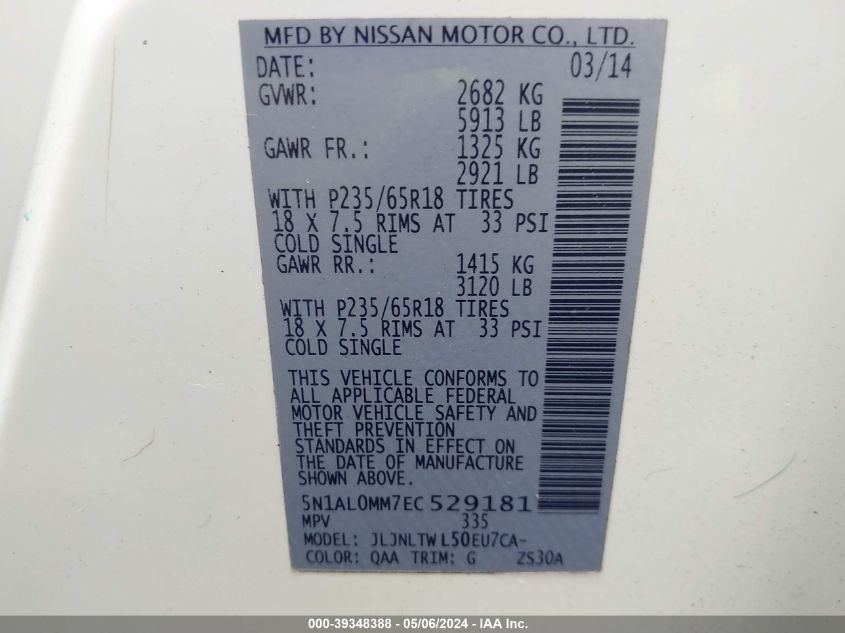 MFD BY NISSAN MOTOR CO., LTD.
DATE: 03/14
GVWR: 2682 KG
5913 LB
GAWR FR.: 1325 KG
2921 LB
WITH P235/65R18 TIRES
18 X 7.5 RIMS AT 33 PSI
COLD SINGLE
GAWR RR.: 1415 KG
3120 LB
WITH P235/65R18 TIRES
18 X 7.5 RIMS AT 33 PSI
COLD SINGLE
THIS VEHICLE CONFORMS TO
ALL APPLICABLE FEDERAL
MOTOR VEHICLE SAFETY AND
THEFT PREVENTION
STANDARDS IN EFFECT ON
THE DATE OF MANUFACTURE
SHOWN ABOVE.
5N1AL0MM7EC529181
MPV 335
MODEL: JLJNLTWL50EU7CA-
COLOR: QAA TRIM: G ZS30A
000-39348388 - 05/06/2024 - IAA Inc.